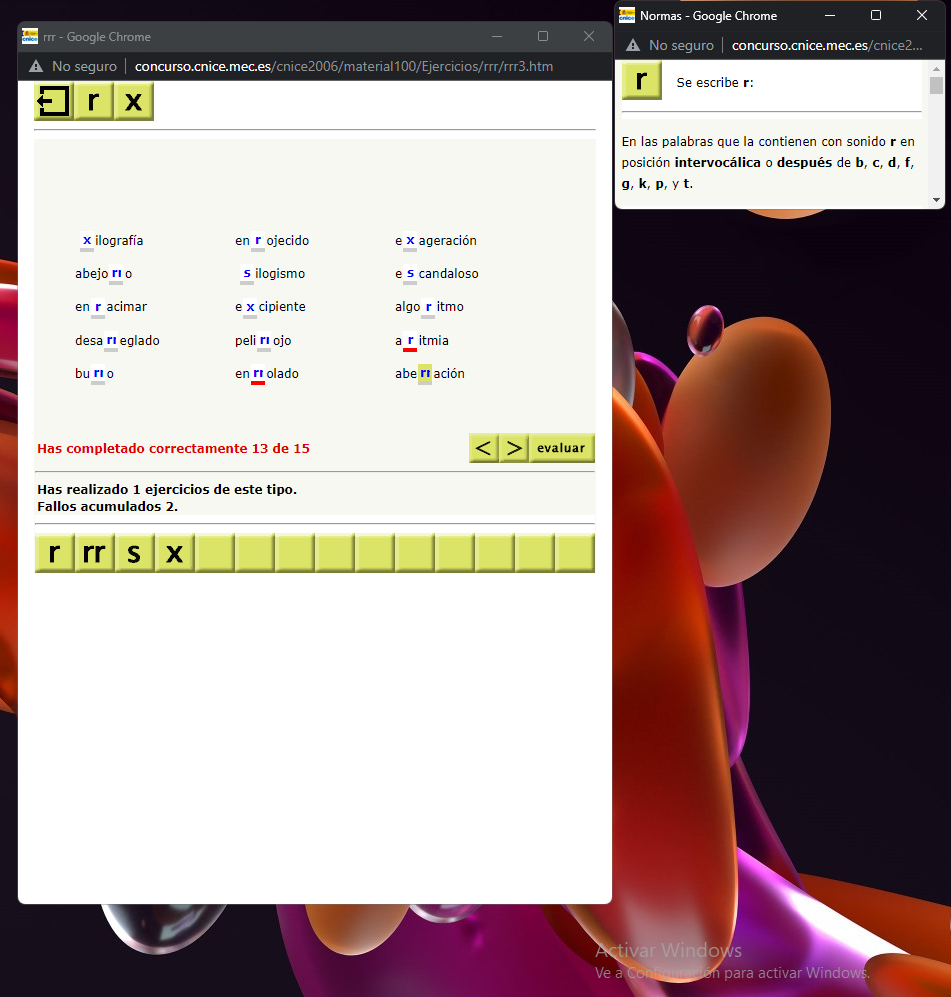 rrr - Google Chrome
No seguro | concurso.cnice.mec.es/cnice2006/material100/Ejercicios/rrr/rrr3.htm
r x
x ilografía en r ojecido e x ageración
abejo rr o s ilogismo e s candaloso
en r acimar e x cipiente algo r itmo
desa rr eglado peli rr ojo a r itmia
bu rr o en rr olado abe rr ación
Has completado correctamente 13 de 15
< > evaluar
Has realizado 1 ejercicios de este tipo.
Fallos acumulados 2.
r rr s x
Normas - Google Chrome
No seguro | concurso.cnice.mec.es/cnice2...
r Se escribe r:
En las palabras que la contienen con sonido r en
posición intervocálica o después de b, c, d, f,
g, k, p, y t.
Activar Windows
Ve a Configuración para activar Windows.